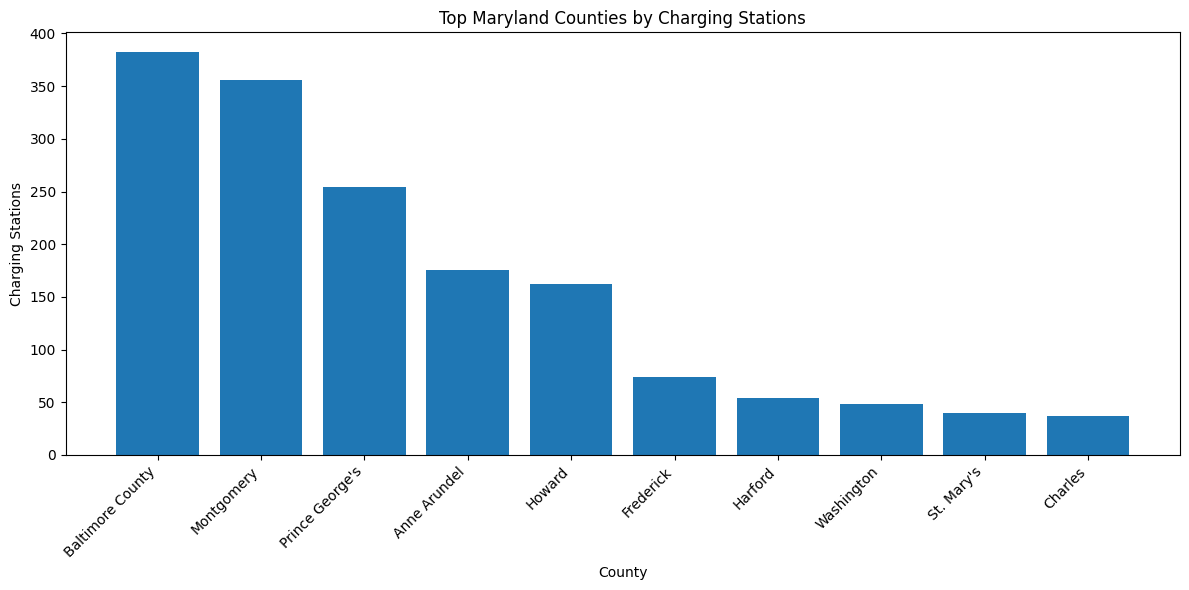 Top Maryland Counties by Charging Stations
400
350
300
250
200
150
100
50
0
Charging Stations
Baltimore County
Montgomery
Prince George's
Anne Arundel
Howard
Frederick
Harford
Washington
St. Mary's
Charles
County